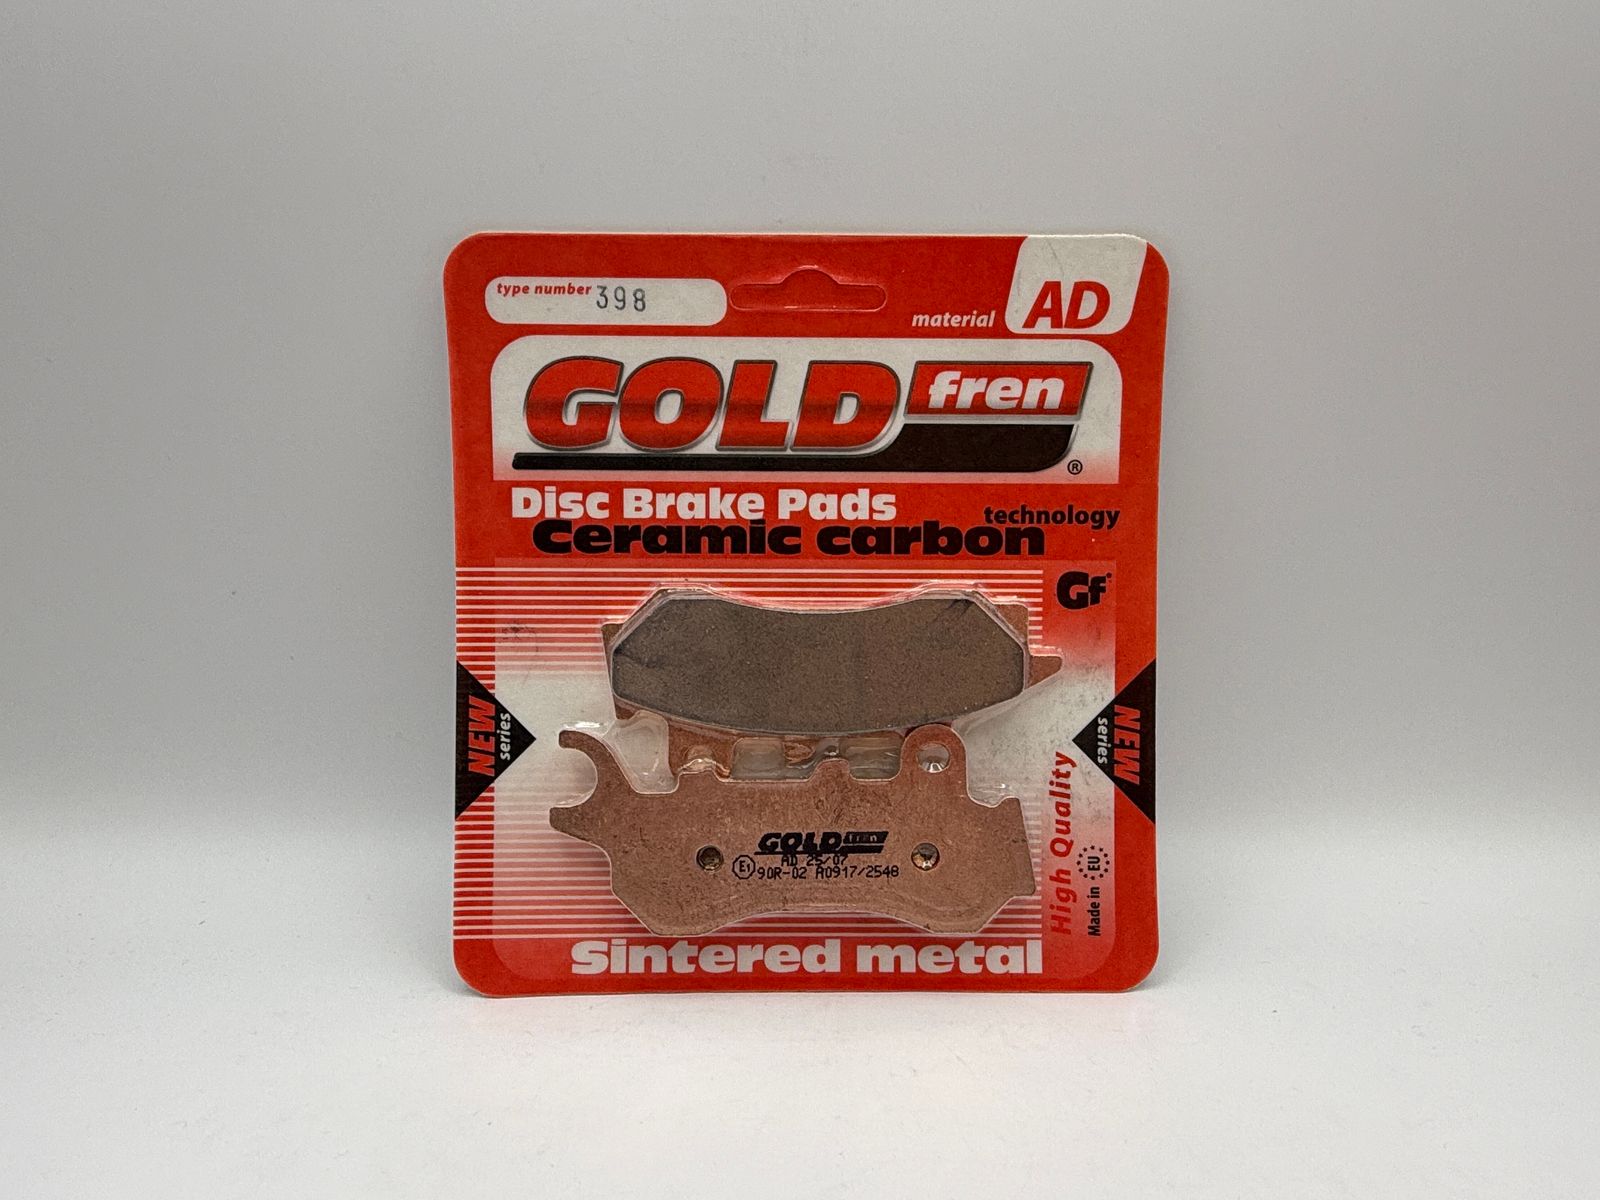 type number 398
material AD
GOLD fren ®
Disc Brake Pads
technology
Ceramic carbon
Gf
NEW series
NEW series
High Quality
Made in EU
GOLD fren
AD 25/07
E1 90R-02 A0917/2548
Sintered metal